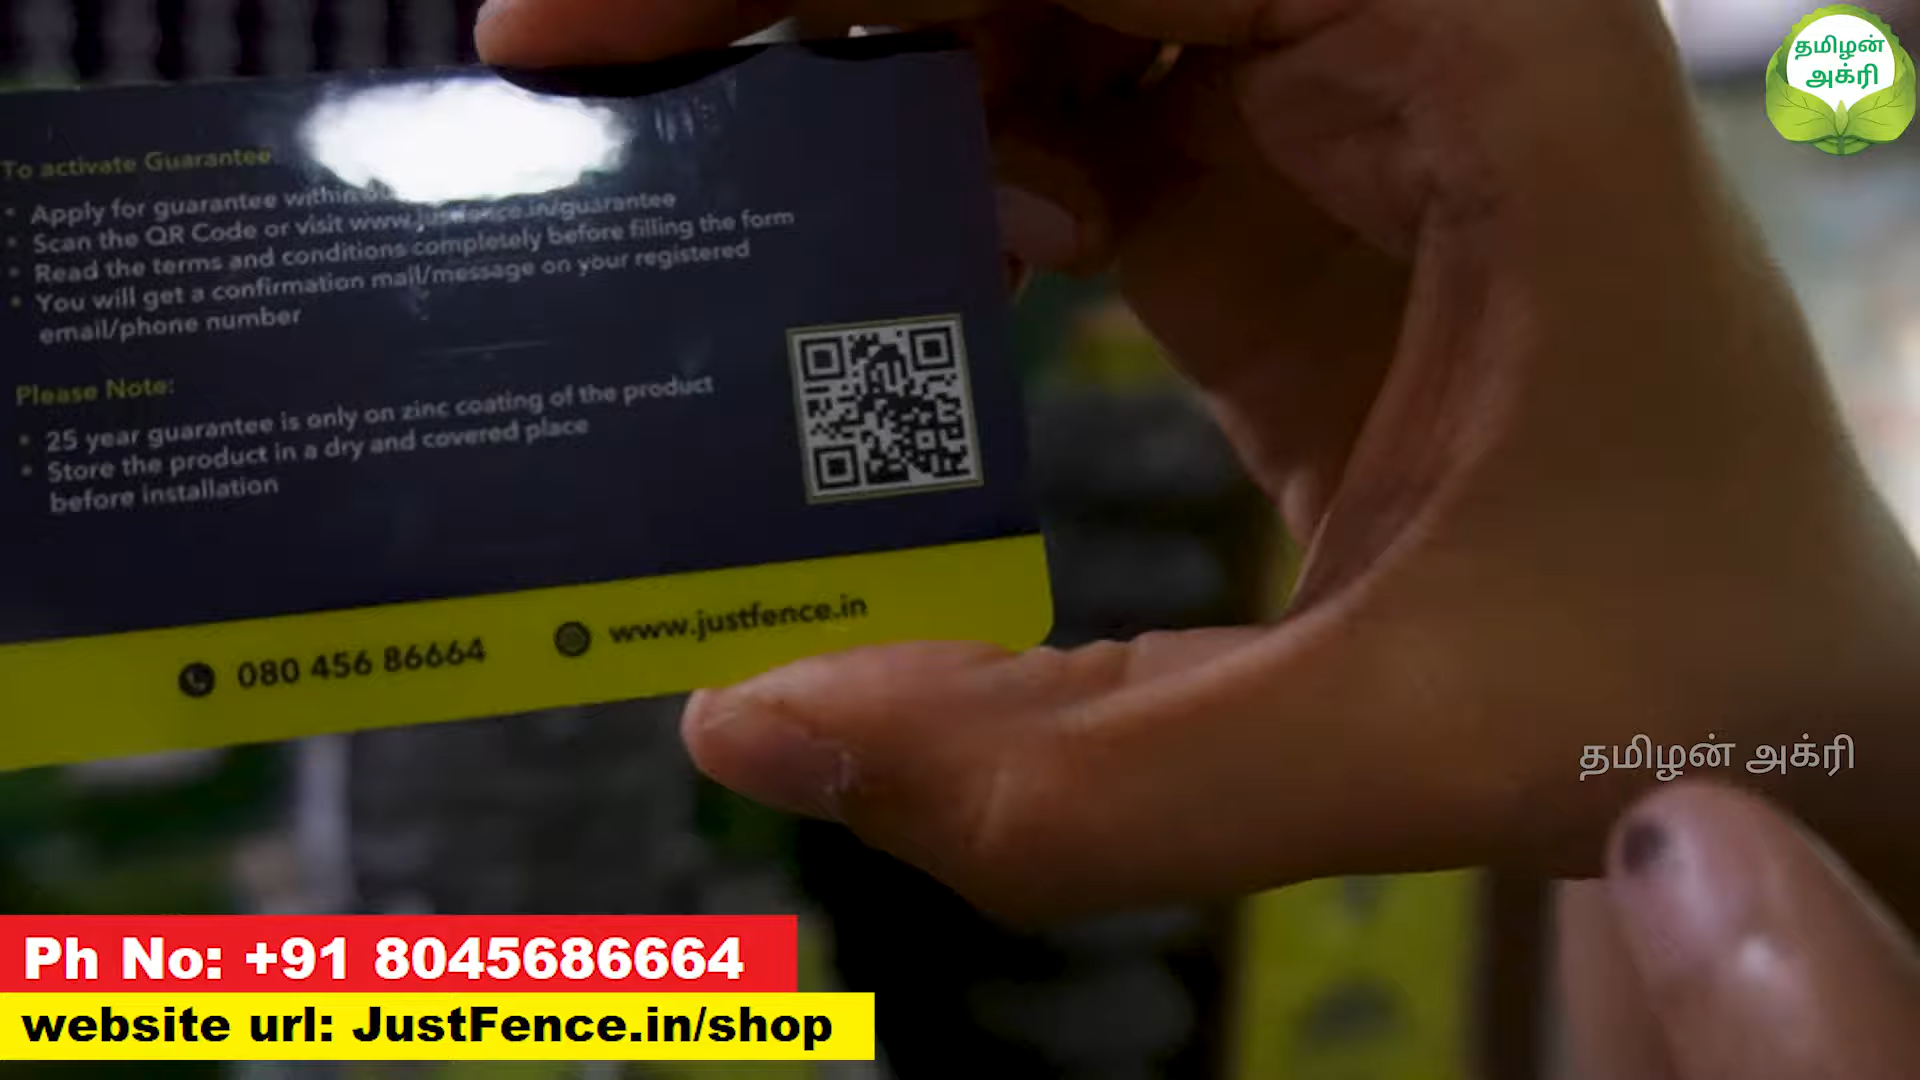 தமிழன்
அக்ரி
To activate Guarantee
Apply for guarantee within
Scan the QR Code or visit www.justfence.in/guarantee
Read the terms and conditions completely before filling the form
You will get a confirmation mail/message on your registered
email/phone number
Please Note:
25 year guarantee is only on zinc coating of the product
Store the product in a dry and covered place
before installation
080 456 86664
www.justfence.in
தமிழன் அக்ரி
Ph No: +91 8045686664
website url: JustFence.in/shop